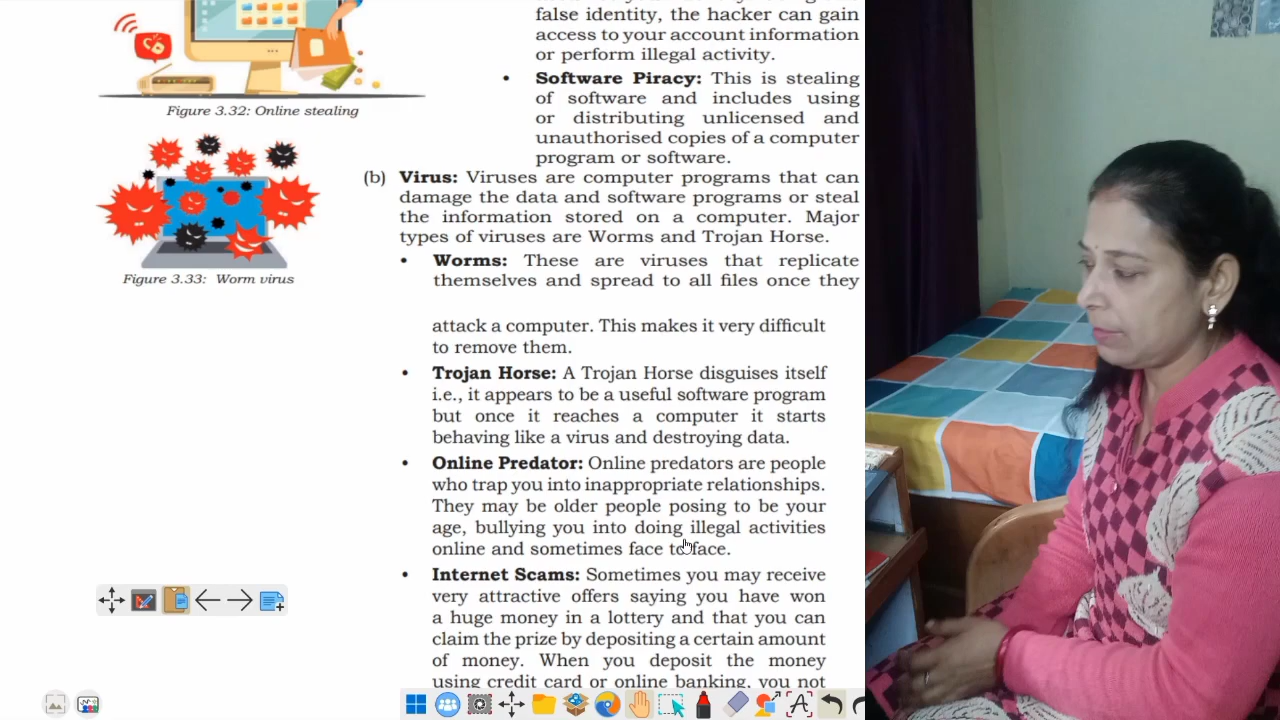 false identity, the hacker can gain
access to your account information
or perform illegal activity.
• Software Piracy: This is stealing
of software and includes using
or distributing unlicensed and
unauthorised copies of a computer
program or software.
Figure 3.32: Online stealing
(b) Virus: Viruses are computer programs that can
damage the data and software programs or steal
the information stored on a computer. Major
types of viruses are Worms and Trojan Horse.
• Worms: These are viruses that replicate
themselves and spread to all files once they
Figure 3.33: Worm virus
attack a computer. This makes it very difficult
to remove them.
• Trojan Horse: A Trojan Horse disguises itself
i.e., it appears to be a useful software program
but once it reaches a computer it starts
behaving like a virus and destroying data.
• Online Predator: Online predators are people
who trap you into inappropriate relationships.
They may be older people posing to be your
age, bullying you into doing illegal activities
online and sometimes face to face.
• Internet Scams: Sometimes you may receive
very attractive offers saying you have won
a huge money in a lottery and that you can
claim the prize by depositing a certain amount
of money. When you deposit the money
using credit card or online banking, you not